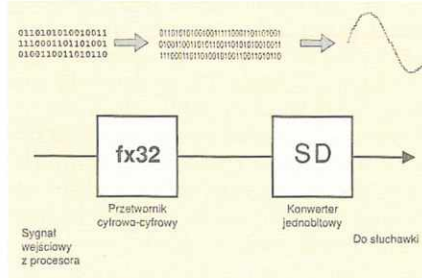 0110101010010011
1110001101101001
0100110011010110
fx32
SD
Przetwornik
cyfrowo-cyfrowy
Konwerter
jednobitowy
Sygnał
wejściowy
z procesora
Do słuchawki